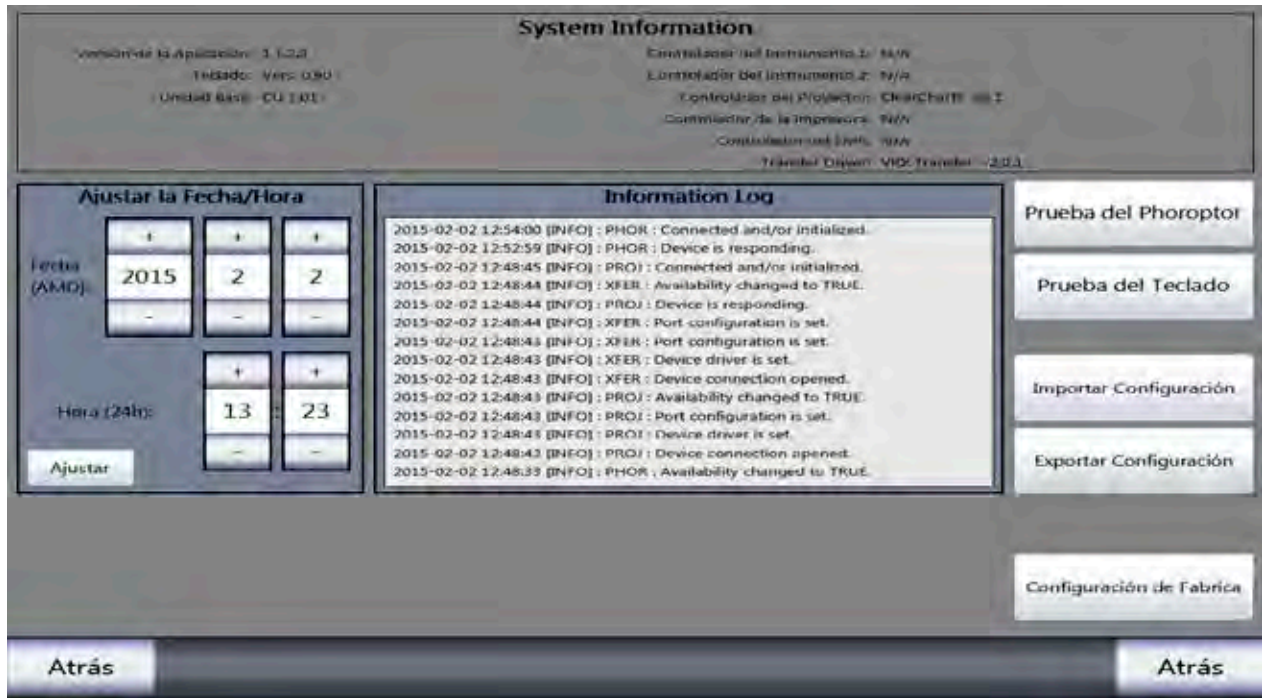 System Information
Versión de la Aplicación: 1.1.2.0
Teclado: Vers: 0.90
Unidad Base: CU 1.01
Controlador del Instrumento 1: N/A
Controlador del Instrumento 2: N/A
Controlador del Proyector: ClearChart®
Controlador de la Impresora: N/A
Controlador del EMR: N/A
Transfer Driver: VRX Transfer - 2.0.1
Ajustar la Fecha/Hora
+ + +
Fecha (AMD): 2015 2 2
- - -
+ +
Hora (24h): 13 : 23
- -
Ajustar
Information Log
2015-02-02 12:54:00 [INFO] : PHOR : Connected and/or initialized.
2015-02-02 12:52:59 [INFO] : PHOR : Device is responding.
2015-02-02 12:48:45 [INFO] : PROJ : Connected and/or initialized.
2015-02-02 12:48:44 [INFO] : XFER : Availability changed to TRUE.
2015-02-02 12:48:44 [INFO] : PROJ : Device is responding.
2015-02-02 12:48:44 [INFO] : XFER : Port configuration is set.
2015-02-02 12:48:43 [INFO] : XFER : Port configuration is set.
2015-02-02 12:48:43 [INFO] : XFER : Device driver is set.
2015-02-02 12:48:43 [INFO] : XFER : Device connection opened.
2015-02-02 12:48:43 [INFO] : PROJ : Availability changed to TRUE.
2015-02-02 12:48:43 [INFO] : PROJ : Port configuration is set.
2015-02-02 12:48:43 [INFO] : PROJ : Device driver is set.
2015-02-02 12:48:43 [INFO] : PROJ : Device connection opened.
2015-02-02 12:48:33 [INFO] : PHOR : Availability changed to TRUE.
Prueba del Phoroptor
Prueba del Teclado
Importar Configuración
Exportar Configuración
Configuración de Fabrica
Atrás
Atrás